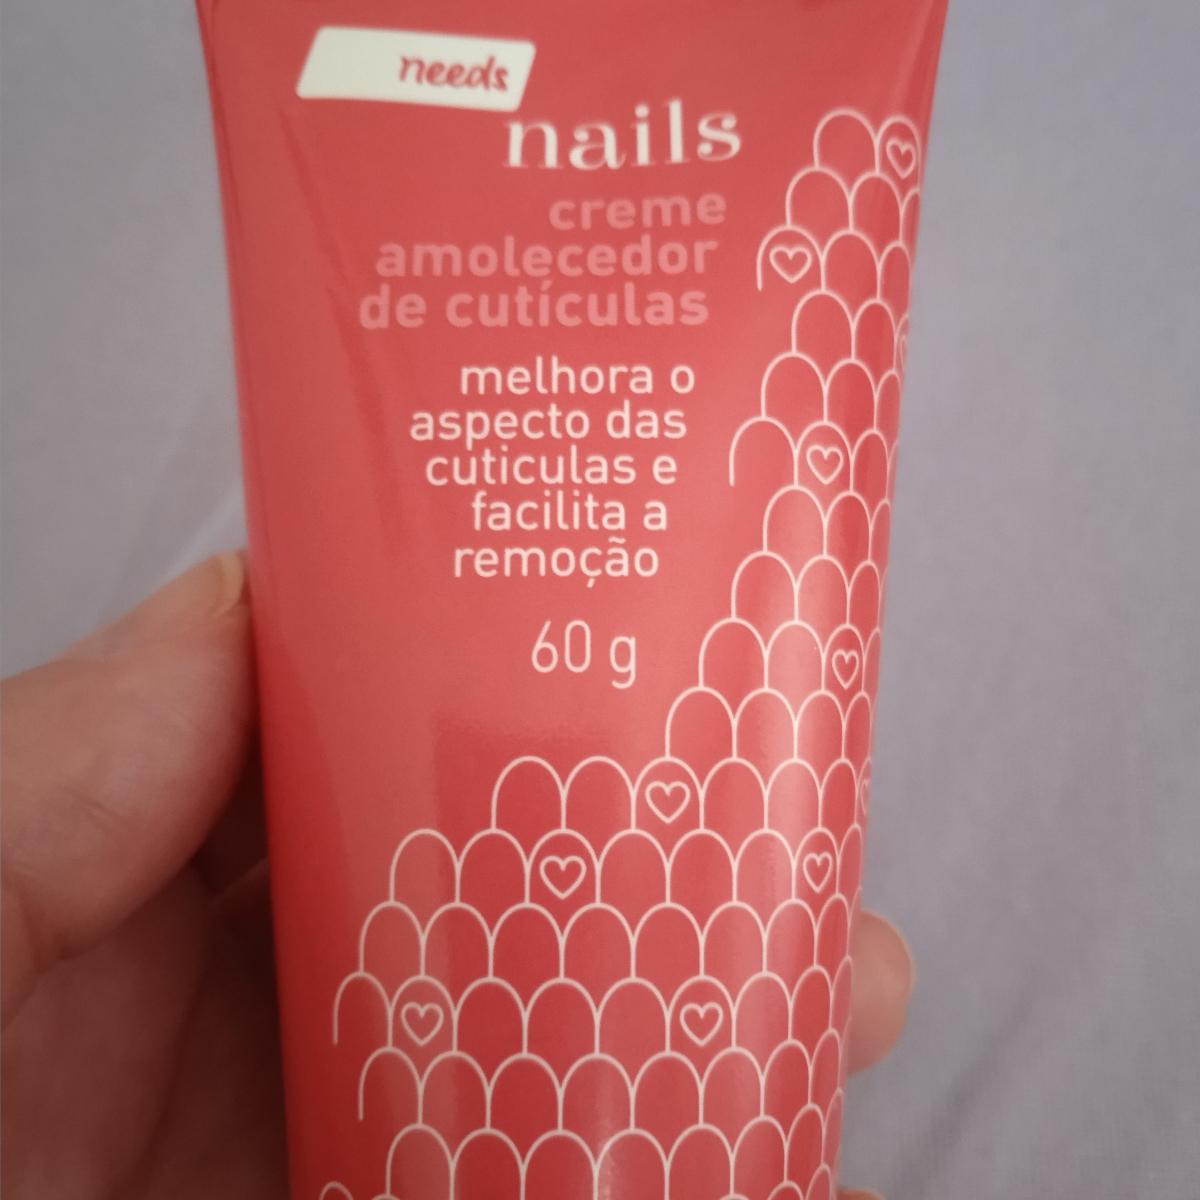 needs
nails
creme
amolecedor
de cutículas
melhora o
aspecto das
cuticulas e
facilita a
remoção
60 g